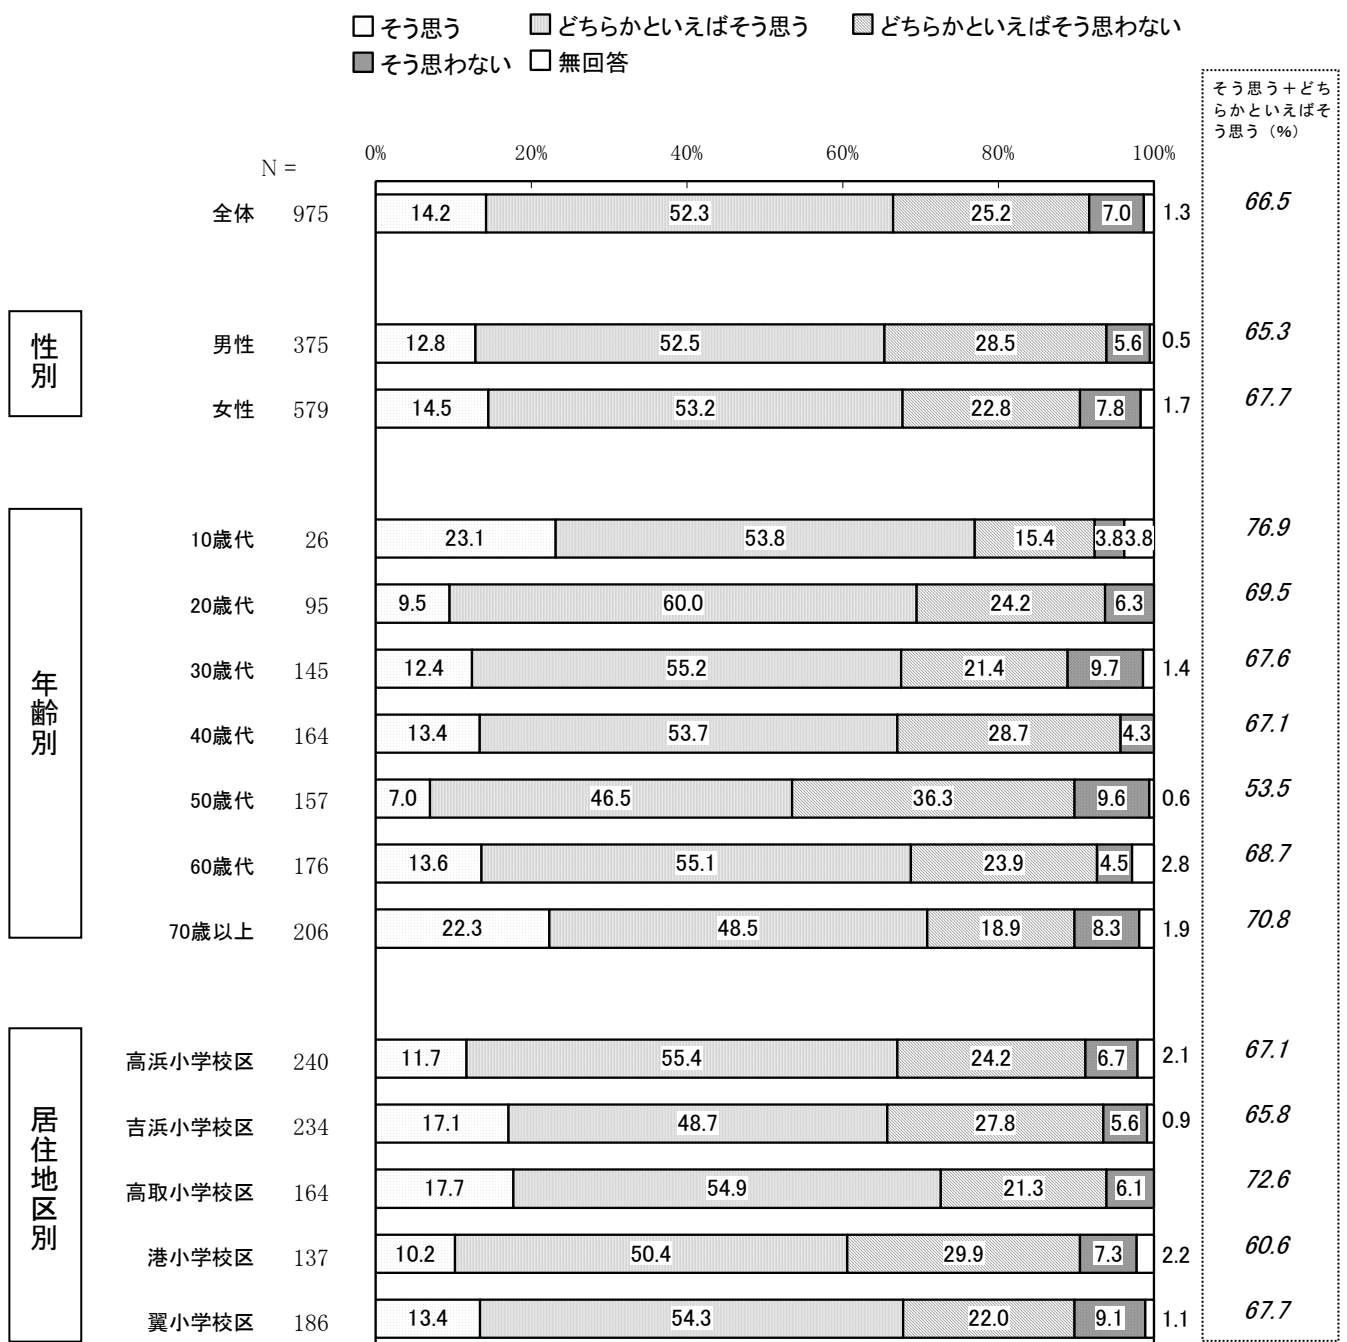 そう思う どちらかといえばそう思う どちらかといえばそう思わない
そう思わない 無回答
そう思う＋どち
らかといえばそ
う思う（%）
0% 20% 40% 60% 80% 100%
N =
全体 975 14.2 52.3 25.2 7.0 1.3 66.5
性別
男性 375 12.8 52.5 28.5 5.6 0.5 65.3
女性 579 14.5 53.2 22.8 7.8 1.7 67.7
年齢別
10歳代 26 23.1 53.8 15.4 3.8 3.8 76.9
20歳代 95 9.5 60.0 24.2 6.3 69.5
30歳代 145 12.4 55.2 21.4 9.7 1.4 67.6
40歳代 164 13.4 53.7 28.7 4.3 67.1
50歳代 157 7.0 46.5 36.3 9.6 0.6 53.5
60歳代 176 13.6 55.1 23.9 4.5 2.8 68.7
70歳以上 206 22.3 48.5 18.9 8.3 1.9 70.8
居住地区別
高浜小学校区 240 11.7 55.4 24.2 6.7 2.1 67.1
吉浜小学校区 234 17.1 48.7 27.8 5.6 0.9 65.8
高取小学校区 164 17.7 54.9 21.3 6.1 72.6
港小学校区 137 10.2 50.4 29.9 7.3 2.2 60.6
翼小学校区 186 13.4 54.3 22.0 9.1 1.1 67.7